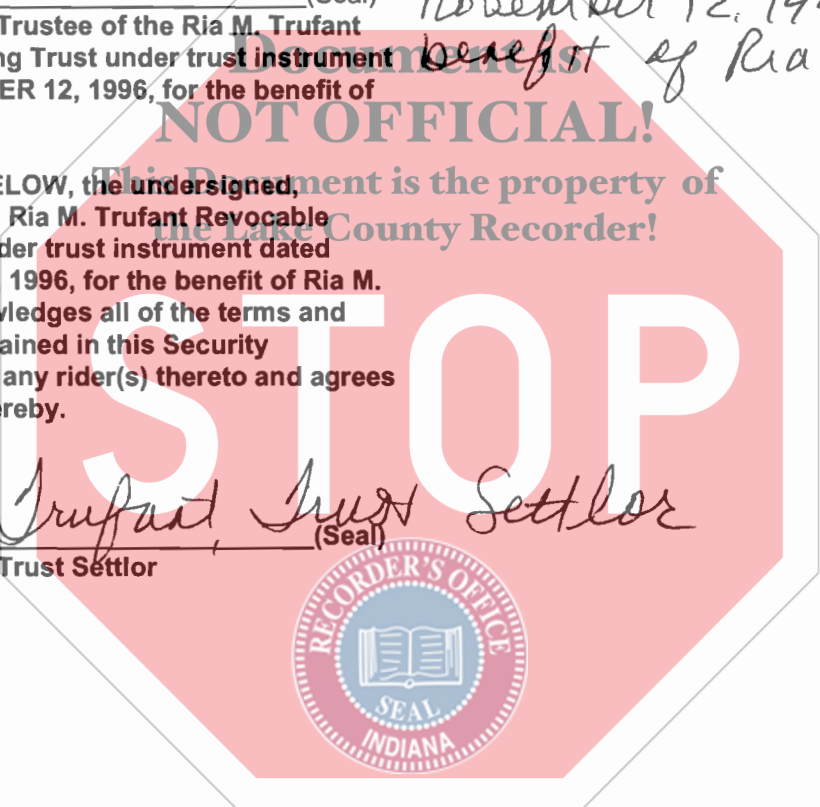 (Seal) November 12, 19
Trustee of the Ria M. Trufant
ng Trust under trust instrument benefit of Ria
ER 12, 1996, for the benefit of
Document is
NOT OFFICIAL!
This Document is the property of
the Lake County Recorder!
ELOW, the undersigned,
Ria M. Trufant Revocable
der trust instrument dated
1996, for the benefit of Ria M.
ledges all of the terms and
ained in this Security
any rider(s) thereto and agrees
ereby.
STOP
Trufant, Trust Settlor
(Seal)
Trust Settlor
RECORDER'S OFFICE
SEAL
INDIANA